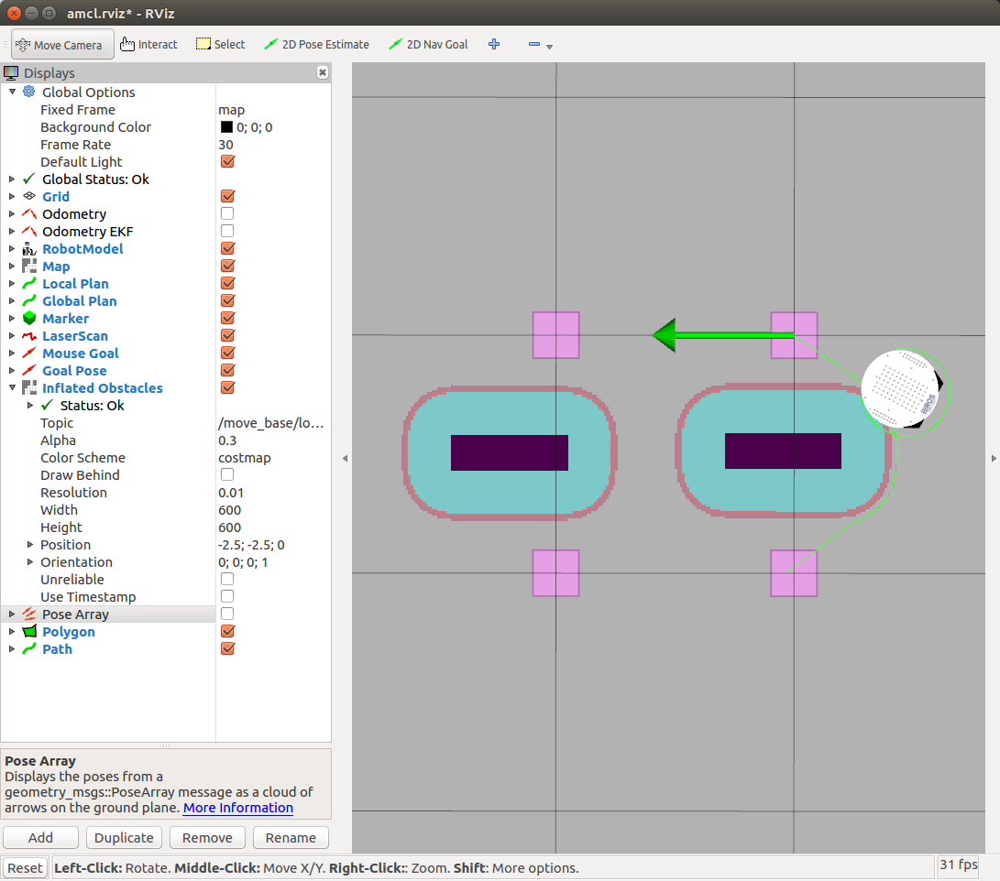 amcl.rviz* - RViz
Move Camera Interact Select 2D Pose Estimate 2D Nav Goal
Displays
Global Options
Fixed Frame map
Background Color 0; 0; 0
Frame Rate 30
Default Light
Global Status: Ok
Grid
Odometry
Odometry EKF
RobotModel
Map
Local Plan
Global Plan
Marker
LaserScan
Mouse Goal
Goal Pose
Inflated Obstacles
Status: Ok
Topic /move_base/lo...
Alpha 0.3
Color Scheme costmap
Draw Behind
Resolution 0.01
Width 600
Height 600
Position -2.5; -2.5; 0
Orientation 0; 0; 0; 1
Unreliable
Use Timestamp
Pose Array
Polygon
Path
Pose Array
Displays the poses from a
geometry_msgs::PoseArray message as a cloud of
arrows on the ground plane. More Information
Add Duplicate Remove Rename
Reset Left-Click: Rotate. Middle-Click: Move X/Y. Right-Click:: Zoom. Shift: More options. 31 fps